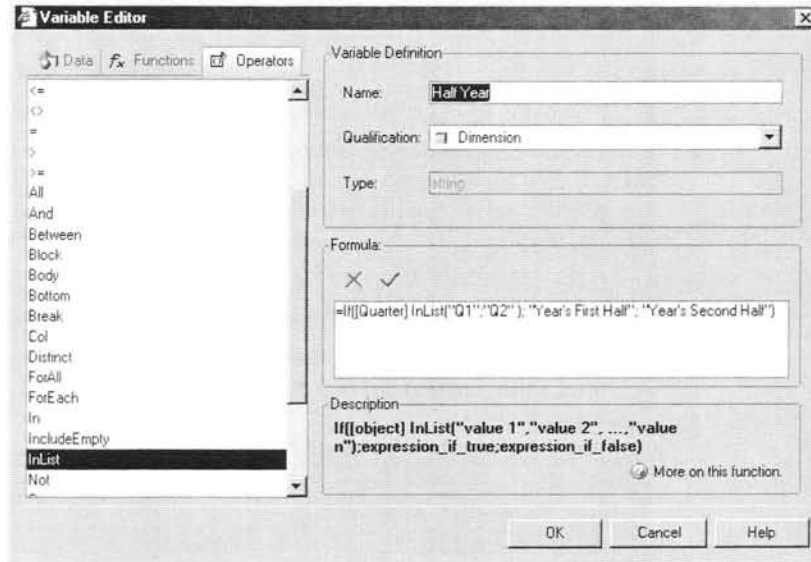 Variable Editor
Data
fx Functions
Operators
<=
<>
=
>
>=
All
And
Between
Block
Body
Bottom
Break
Col
Distinct
ForAll
ForEach
In
IncludeEmpty
InList
Not
Variable Definition
Name: Half Year
Qualification: Dimension
Type: string
Formula:
=If([Quarter] InList("Q1";"Q2" ); "Year's First Half"; "Year's Second Half")
Description
If([object] InList("value 1","value 2", ...,"value
n");expression_if_true;expression_if_false)
More on this function.
OK
Cancel
Help